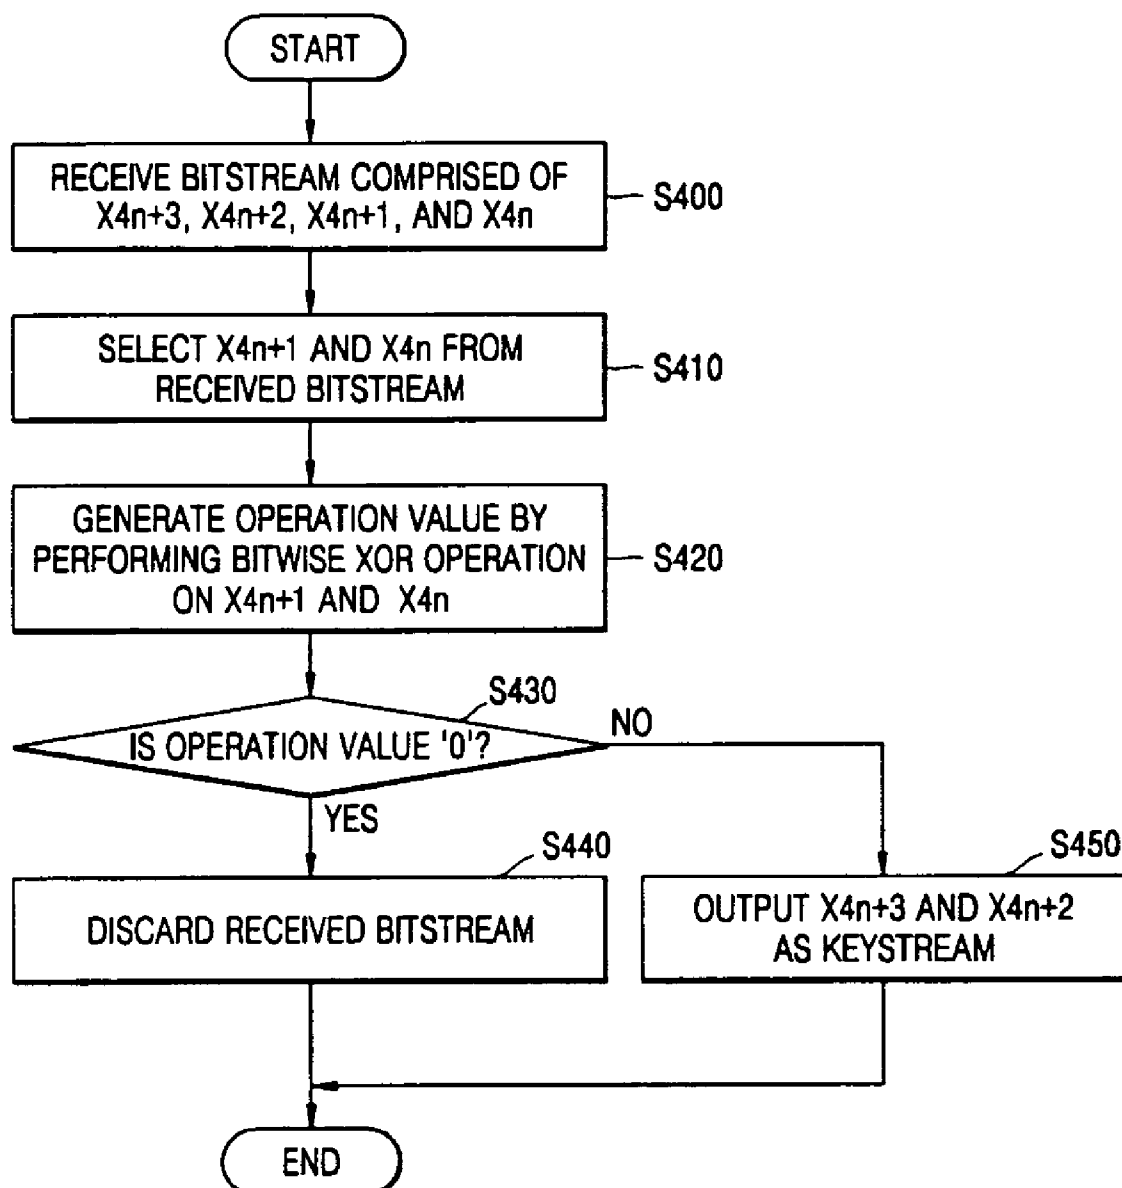 START
RECEIVE BITSTREAM COMPRISED OF
X4n+3, X4n+2, X4n+1, AND X4n
S400
SELECT X4n+1 AND X4n FROM
RECEIVED BITSTREAM
S410
GENERATE OPERATION VALUE BY
PERFORMING BITWISE XOR OPERATION
ON X4n+1 AND X4n
S420
S430
IS OPERATION VALUE '0'?
NO
YES
S440
DISCARD RECEIVED BITSTREAM
S450
OUTPUT X4n+3 AND X4n+2
AS KEYSTREAM
END